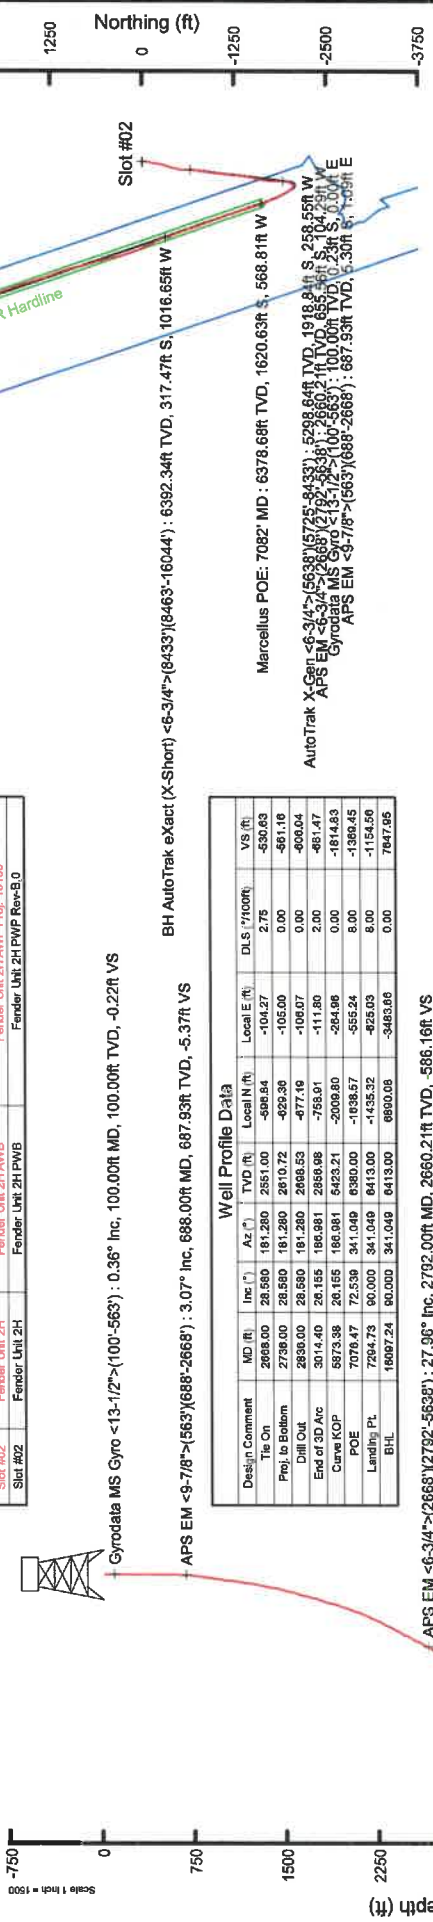 Northing (ft)
1250
0
-1250
-2500
-3750
Slot #02
Hardline
BH AutoTrak eXact (X-Short) <6-3/4">(8433')(8463'-16044') : 6392.34ft TVD, 317.47ft S, 1016.65ft W
Marcellus POE: 7082' MD : 6378.68ft TVD, 1620.63ft S, 568.81ft W
AutoTrak X-Gen <6-3/4">(5638')(5725'-8433') : 5298.64ft TVD, 1918.84ft S, 258.55ft W
APS EM <6-3/4">(2668')(2792'-5638') : 2660.21ft TVD, 655.56ft S, 104.29ft W
Gyrodata MS Gyro <13-1/2">(100'-563') : 100.00ft TVD, 0.23ft S, 0.00ft E
APS EM <9-7/8">(563')(688'-2668') : 687.93ft TVD, 5.30ft S, 1.09ft E
Slot #02 Fender Unit 2H Fender Unit 2H AWB
Slot #02 Fender Unit 2H Fender Unit 2H PWB Fender Unit 2H PWP Rev-B.0
Well Profile Data
Design Comment MD (ft) Inc (°) Az (°) TVD (ft) Local N (ft) Local E (ft) DLS (°/100ft) VS (ft)
Tie On 2668.00 28.580 181.280 2551.00 -596.84 -104.27 2.75 -530.63
Proj. to Bottom 2736.00 28.580 181.280 2610.72 -629.36 -105.00 0.00 -561.16
Drill Out 2836.00 28.580 181.280 2698.53 -677.19 -106.07 0.00 -606.04
End of 3D Arc 3014.40 26.155 186.981 2856.98 -758.91 -111.80 2.00 -681.47
Curve KOP 5873.38 26.155 186.981 5423.21 -2009.80 -264.96 0.00 -1814.83
POE 7076.47 72.539 341.049 6380.00 -1638.57 -555.24 8.00 -1369.45
Landing Pt. 7294.73 90.000 341.049 6413.00 -1435.32 -625.03 8.00 -1154.56
BHL 16097.24 90.000 341.049 6413.00 6890.08 -3483.66 0.00 7647.95
Gyrodata MS Gyro <13-1/2">(100'-563') : 0.36° Inc, 100.00ft MD, 100.00ft TVD, -0.22ft VS
APS EM <9-7/8">(563')(688'-2668') : 3.07° Inc, 688.00ft MD, 687.93ft TVD, -5.37ft VS
APS EM <6-3/4">(2668')(2792'-5638') : 27.96° Inc, 2792.00ft MD, 2660.21ft TVD, -586.16ft VS
Scale 1 inch = 1500
-750
0
750
1500
2250
epth (ft)